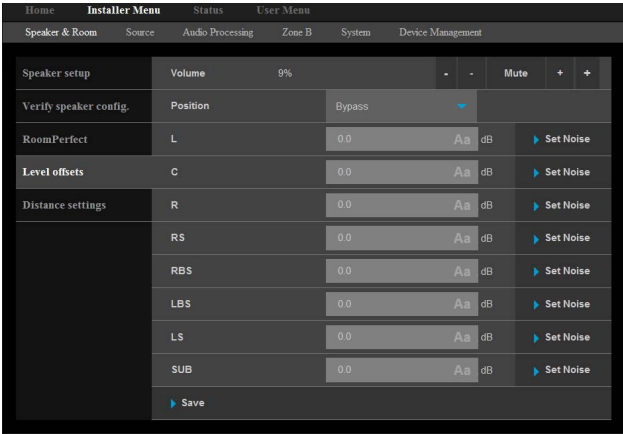 Home Installer Menu Status User Menu
Speaker & Room Source Audio Processing Zone B System Device Management
Speaker setup Volume 9% - - Mute + +
Verify speaker config. Position Bypass
RoomPerfect L 0.0 Aa dB Set Noise
Level offsets C 0.0 Aa dB Set Noise
Distance settings R 0.0 Aa dB Set Noise
RS 0.0 Aa dB Set Noise
RBS 0.0 Aa dB Set Noise
LBS 0.0 Aa dB Set Noise
LS 0.0 Aa dB Set Noise
SUB 0.0 Aa dB Set Noise
Save